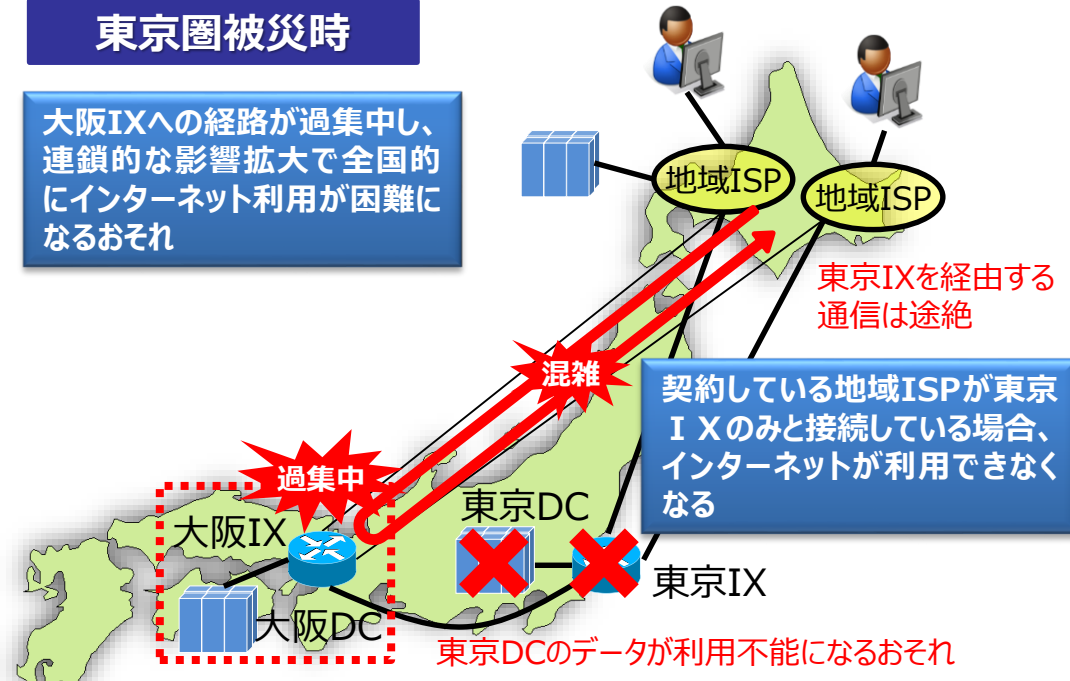 東京圏被災時
大阪IXへの経路が過集中し、
連鎖的な影響拡大で全国的
にインターネット利用が困難に
なるおそれ
地域ISP
地域ISP
東京IXを経由する
通信は途絶
混雑
契約している地域ISPが東京
ＩＸのみと接続している場合、
インターネットが利用できなく
なる
過集中
大阪IX
東京DC
東京IX
大阪DC
東京DCのデータが利用不能になるおそれ